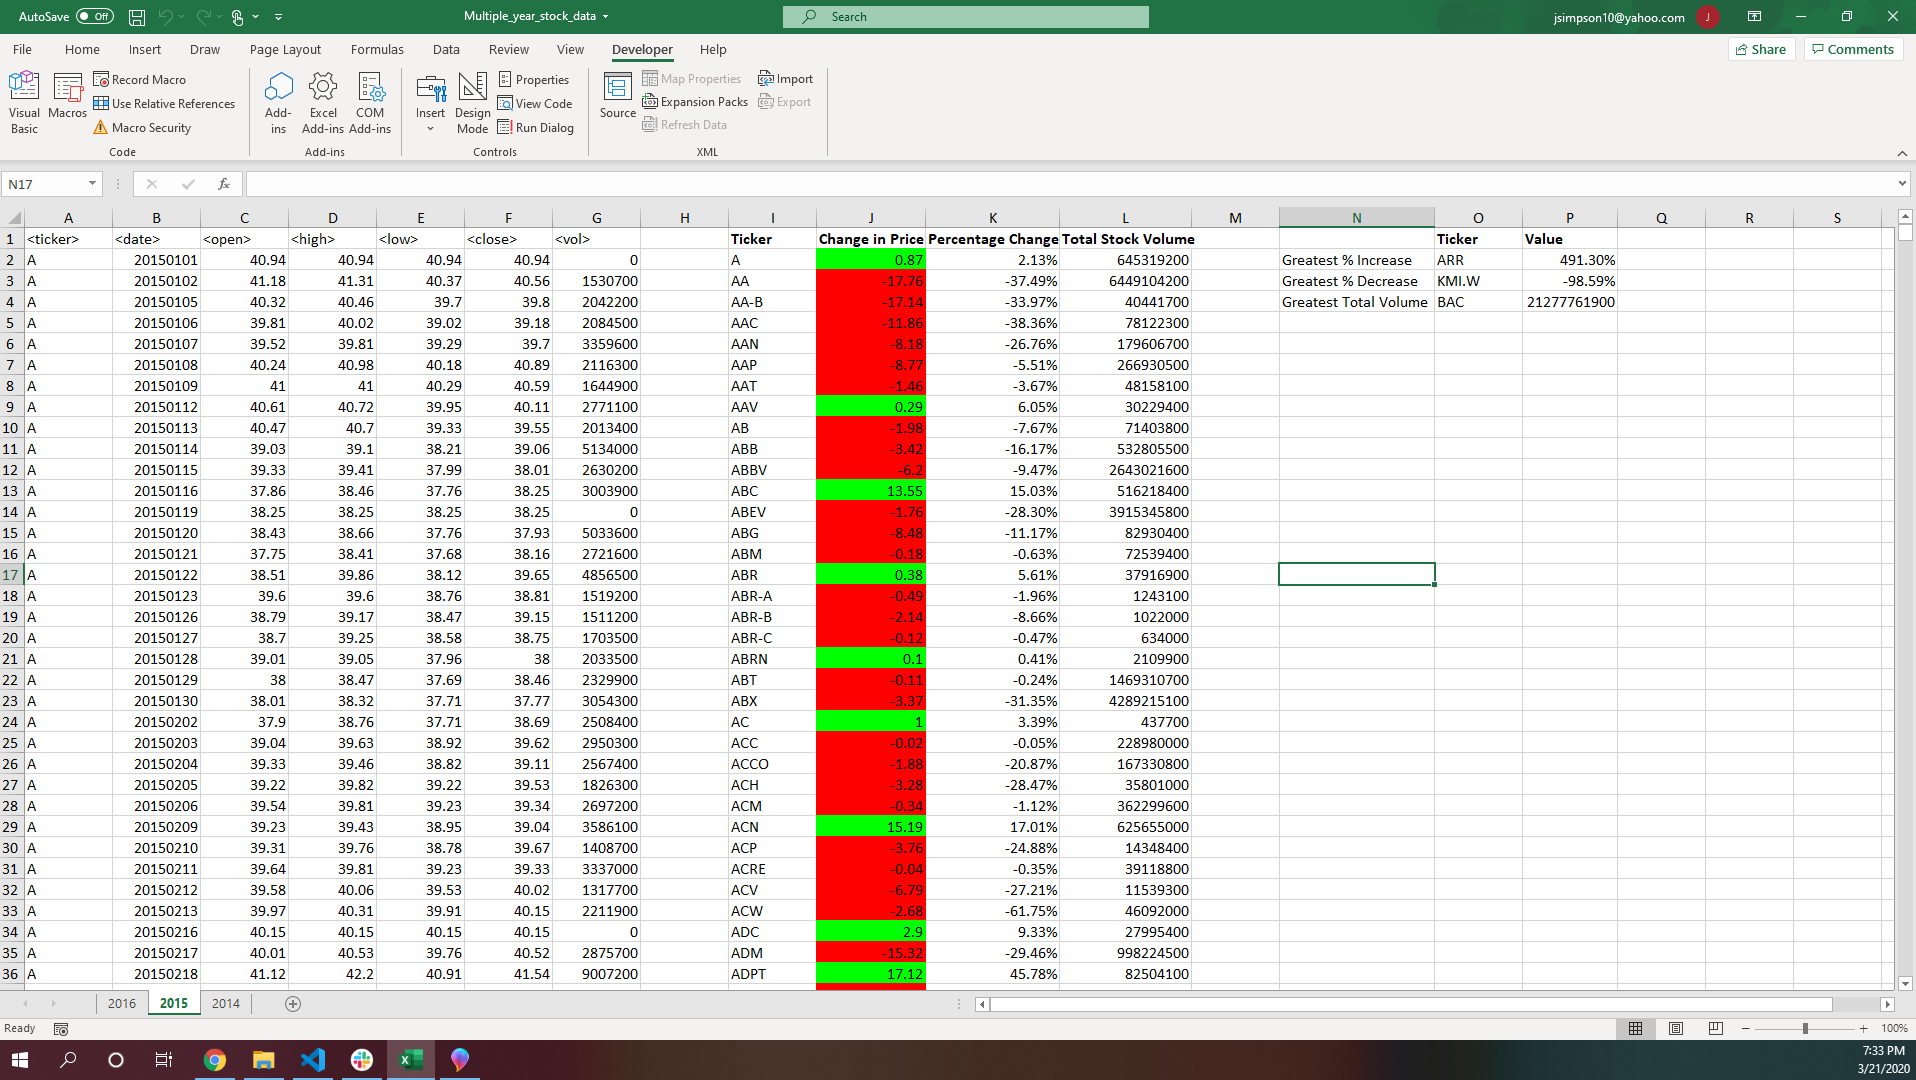 AutoSave Off Multiple_year_stock_data Search jsimpson10@yahoo.com J
File Home Insert Draw Page Layout Formulas Data Review View Developer Help Share Comments
Visual Basic Macros Record Macro Use Relative References Macro Security
Add-ins Excel Add-ins COM Add-ins
Insert Design Mode Properties View Code Run Dialog
Source Map Properties Expansion Packs Refresh Data Import Export
Code Add-ins Controls XML
N17 fx
A B C D E F G H I J K L M N O P Q R S
1 <ticker> <date> <open> <high> <low> <close> <vol> Ticker Change in Price Percentage Change Total Stock Volume Ticker Value
2 A 20150101 40.94 40.94 40.94 40.94 0 A 0.87 2.13% 645319200 Greatest % Increase ARR 491.30%
3 A 20150102 41.18 41.31 40.37 40.56 1530700 AA -17.76 -37.49% 6449104200 Greatest % Decrease KMI.W -98.59%
4 A 20150105 40.32 40.46 39.7 39.8 2042200 AA-B -17.14 -33.97% 40441700 Greatest Total Volume BAC 21277761900
5 A 20150106 39.81 40.02 39.02 39.18 2084500 AAC -11.86 -38.36% 78122300
6 A 20150107 39.52 39.81 39.29 39.7 3359600 AAN -8.18 -26.76% 179606700
7 A 20150108 40.24 40.98 40.18 40.89 2116300 AAP -8.77 -5.51% 266930500
8 A 20150109 41 41 40.29 40.59 1644900 AAT -1.46 -3.67% 48158100
9 A 20150112 40.61 40.72 39.95 40.11 2771100 AAV 0.29 6.05% 30229400
10 A 20150113 40.47 40.7 39.33 39.55 2013400 AB -1.98 -7.67% 71403800
11 A 20150114 39.03 39.1 38.21 39.06 5134000 ABB -3.42 -16.17% 532805500
12 A 20150115 39.33 39.41 37.99 38.01 2630200 ABBV -6.2 -9.47% 2643021600
13 A 20150116 37.86 38.46 37.76 38.25 3003900 ABC 13.55 15.03% 516218400
14 A 20150119 38.25 38.25 38.25 38.25 0 ABEV -1.76 -28.30% 3915345800
15 A 20150120 38.43 38.66 37.76 37.93 5033600 ABG -8.48 -11.17% 82930400
16 A 20150121 37.75 38.41 37.68 38.16 2721600 ABM -0.18 -0.63% 72539400
17 A 20150122 38.51 39.86 38.12 39.65 4856500 ABR 0.38 5.61% 37916900
18 A 20150123 39.6 39.6 38.76 38.81 1519200 ABR-A -0.49 -1.96% 1243100
19 A 20150126 38.79 39.17 38.47 39.15 1511200 ABR-B -2.14 -8.66% 1022000
20 A 20150127 38.7 39.25 38.58 38.75 1703500 ABR-C -0.12 -0.47% 634000
21 A 20150128 39.01 39.05 37.96 38 2033500 ABRN 0.1 0.41% 2109900
22 A 20150129 38 38.47 37.69 38.46 2329900 ABT -0.11 -0.24% 1469310700
23 A 20150130 38.01 38.32 37.71 37.77 3054300 ABX -3.37 -31.35% 4289215100
24 A 20150202 37.9 38.76 37.71 38.69 2508400 AC 1 3.39% 437700
25 A 20150203 39.04 39.63 38.92 39.62 2950300 ACC -0.02 -0.05% 228980000
26 A 20150204 39.33 39.46 38.82 39.11 2567400 ACCO -1.88 -20.87% 167330800
27 A 20150205 39.22 39.82 39.22 39.53 1826300 ACH -3.28 -28.47% 35801000
28 A 20150206 39.54 39.81 39.23 39.34 2697200 ACM -0.34 -1.12% 362299600
29 A 20150209 39.23 39.43 38.95 39.04 3586100 ACN 15.19 17.01% 625655000
30 A 20150210 39.31 39.76 38.78 39.67 1408700 ACP -3.76 -24.88% 14348400
31 A 20150211 39.64 39.81 39.23 39.33 3337000 ACRE -0.04 -0.35% 39118800
32 A 20150212 39.58 40.06 39.53 40.02 1317700 ACV -6.79 -27.21% 11539300
33 A 20150213 39.97 40.31 39.91 40.15 2211900 ACW -2.68 -61.75% 46092000
34 A 20150216 40.15 40.15 40.15 40.15 0 ADC 2.9 9.33% 27995400
35 A 20150217 40.01 40.53 39.76 40.52 2875700 ADM -15.32 -29.46% 998224500
36 A 20150218 41.12 42.2 40.91 41.54 9007200 ADPT 17.12 45.78% 82504100
2016 2015 2014
Ready 100%
7:33 PM
3/21/2020